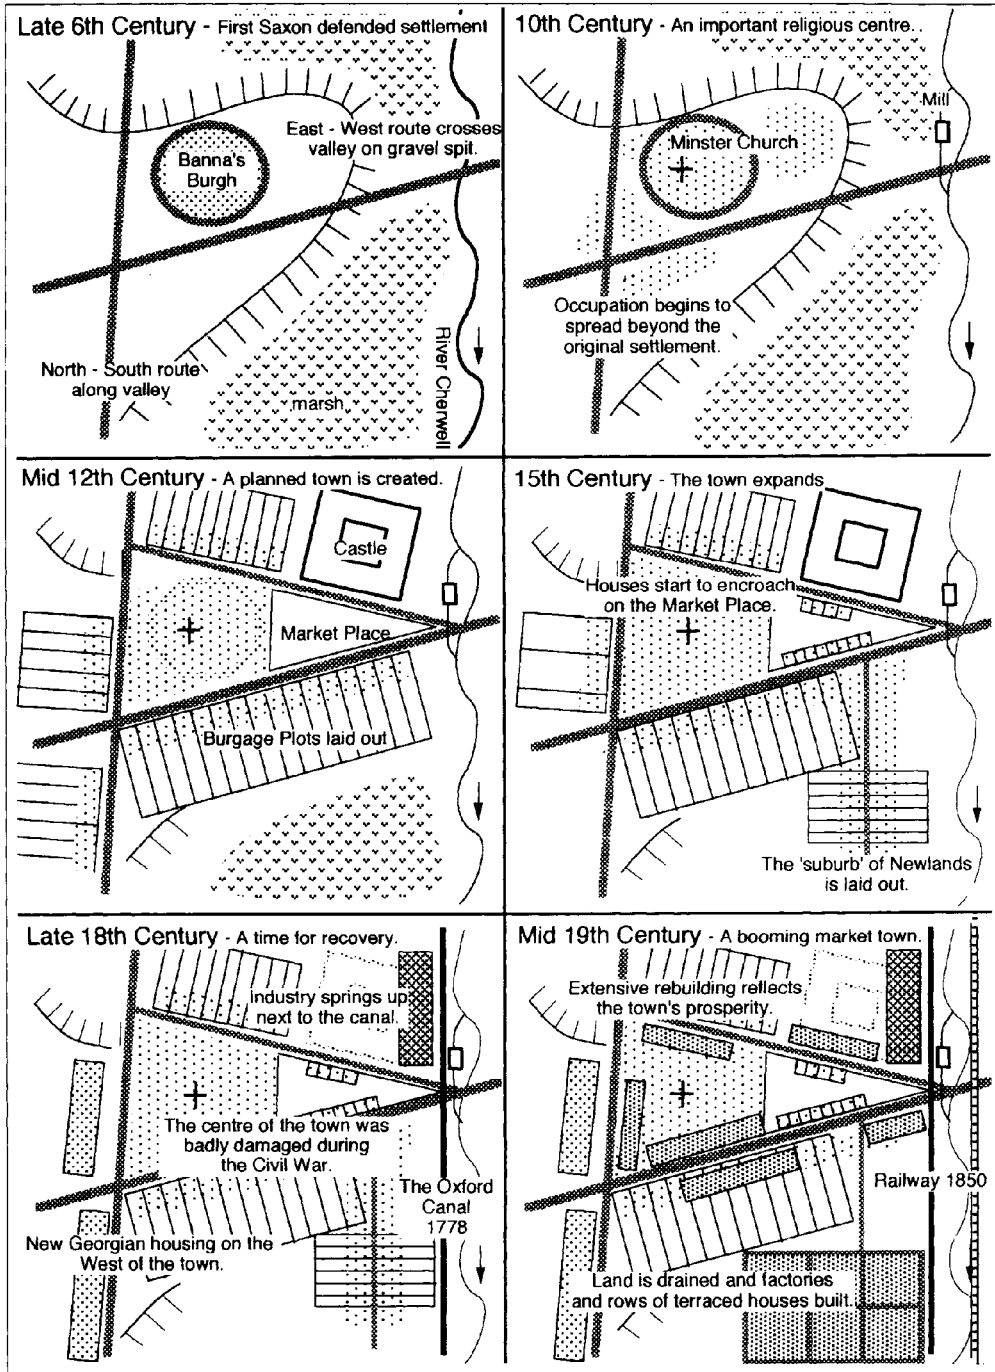 Late 6th Century - First Saxon defended settlement
East - West route crosses
valley on gravel spit.
Banna's
Burgh
North - South route
along valley
marsh
River Cherwell
10th Century - An important religious centre..
Mill
Minster Church
Occupation begins to
spread beyond the
original settlement.
Mid 12th Century - A planned town is created.
Castle
Market Place
Burgage Plots laid out
15th Century - The town expands
Houses start to encroach
on the Market Place.
The 'suburb' of Newlands
is laid out.
Late 18th Century - A time for recovery.
Industry springs up
next to the canal.
The centre of the town was
badly damaged during
the Civil War.
The Oxford
Canal
1778
New Georgian housing on the
West of the town.
Mid 19th Century - A booming market town.
Extensive rebuilding reflects
the town's prosperity.
Railway 1850
Land is drained and factories
and rows of terraced houses built.